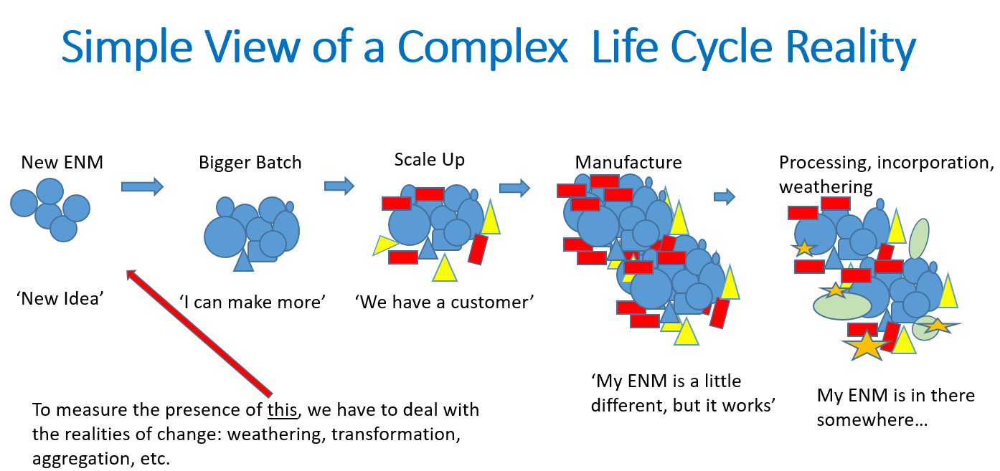 Simple View of a Complex  Life Cycle Reality
New ENM
Bigger Batch
Scale Up
Manufacture
Processing, incorporation,
weathering
‘New Idea’
‘I can make more’
‘We have a customer’
‘My ENM is a little
different, but it works’
My ENM is in there
somewhere…
To measure the presence of this, we have to deal with
the realities of change: weathering, transformation,
aggregation, etc.